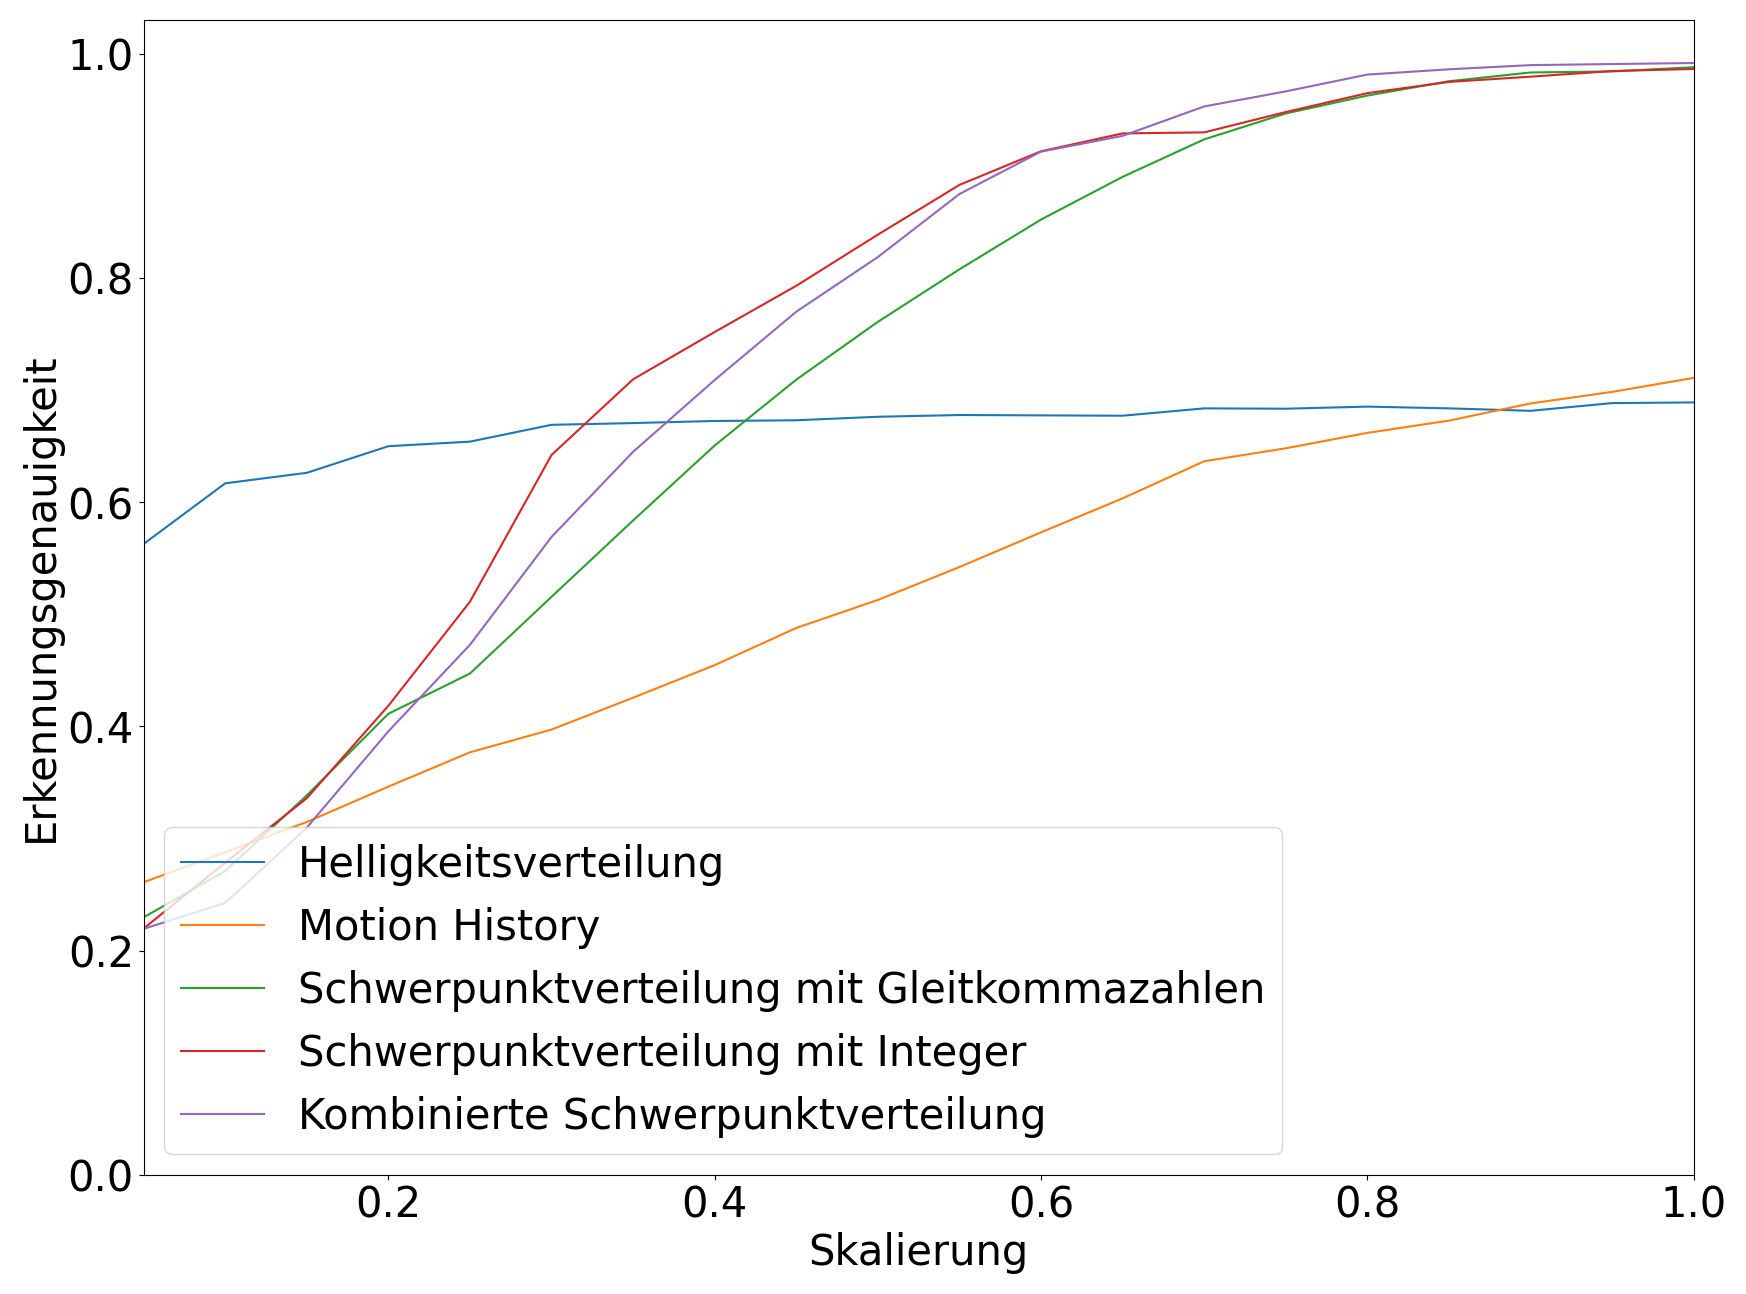 1.0
0.8
0.6
0.4
0.2
0.0
Erkennungsgenauigkeit
Helligkeitsverteilung
Motion History
Schwerpunktverteilung mit Gleitkommazahlen
Schwerpunktverteilung mit Integer
Kombinierte Schwerpunktverteilung
0.2 0.4 0.6 0.8 1.0
Skalierung